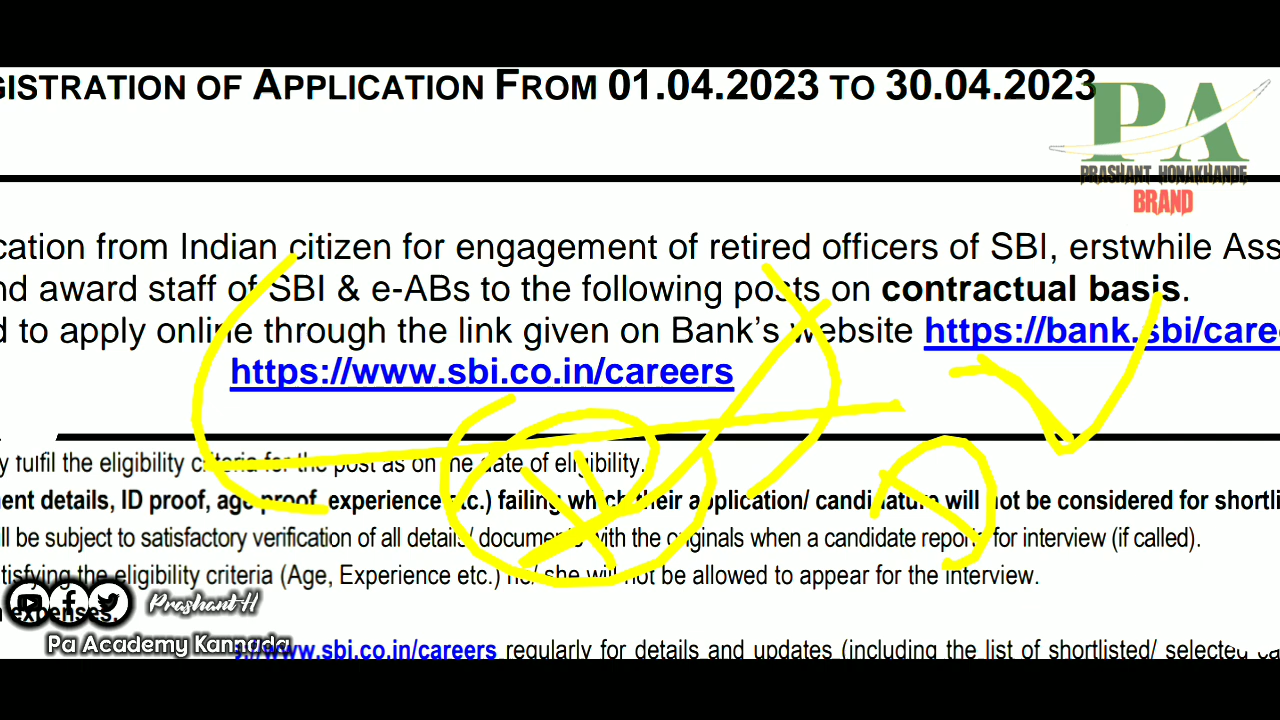 GISTRATION OF APPLICATION FROM 01.04.2023 TO 30.04.2023
PA
PRASHANT HONAKHANDE
BRAND
cation from Indian citizen for engagement of retired officers of SBI, erstwhile Ass
nd award staff of SBI & e-ABs to the following posts on contractual basis.
d to apply online through the link given on Bank's website https://bank.sbi/care
https://www.sbi.co.in/careers
y fulfil the eligibility criteria for the post as on the date of eligibility.
ent details, ID proof, age proof, experience etc.) failing which their application/ candidature will not be considered for shortli
ll be subject to satisfactory verification of all details/ documents with the originals when a candidate reports for interview (if called).
tisfying the eligibility criteria (Age, Experience etc.) he/ she will not be allowed to appear for the interview.
expenses.
Prashant H
Pa Academy Kannada
://www.sbi.co.in/careers regularly for details and updates (including the list of shortlisted/ selected ca